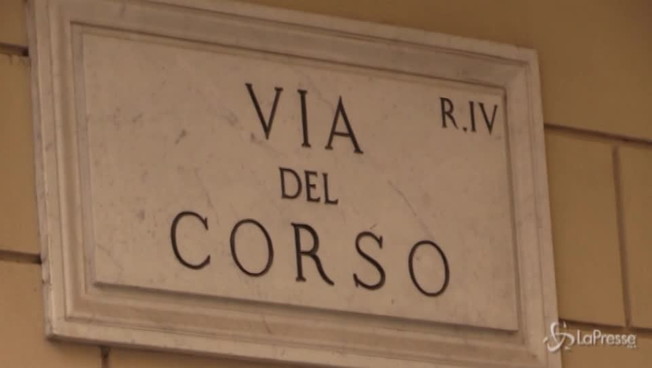 VIA
R.IV
DEL
CORSO
LaPresse